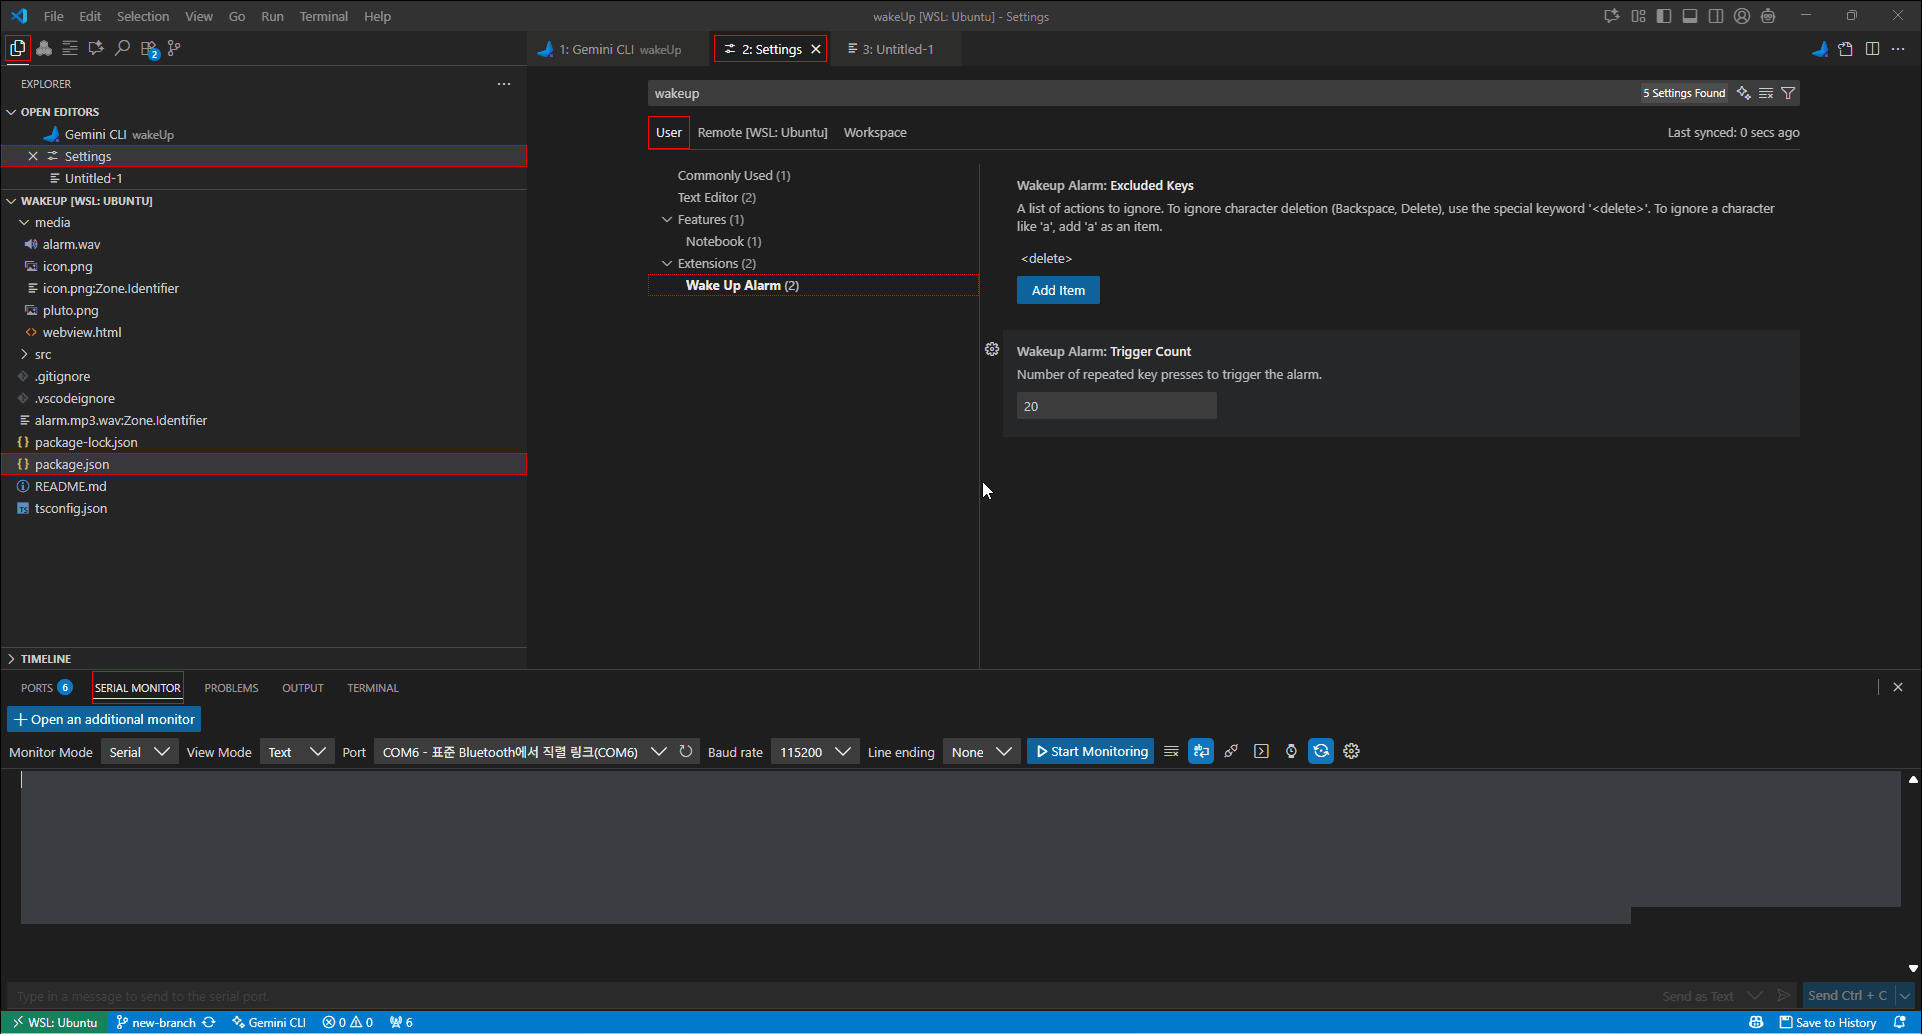 File Edit Selection View Go Run Terminal Help
wakeUp [WSL: Ubuntu] - Settings
2
1: Gemini CLI wakeUp
2: Settings
3: Untitled-1
EXPLORER
OPEN EDITORS
Gemini CLI wakeUp
Settings
Untitled-1
WAKEUP [WSL: UBUNTU]
media
alarm.wav
icon.png
icon.png:Zone.Identifier
pluto.png
webview.html
src
.gitignore
.vscodeignore
alarm.mp3.wav:Zone.Identifier
package-lock.json
package.json
README.md
tsconfig.json
TIMELINE
wakeup
5 Settings Found
User Remote [WSL: Ubuntu] Workspace
Last synced: 0 secs ago
Commonly Used (1)
Text Editor (2)
Features (1)
Notebook (1)
Extensions (2)
Wake Up Alarm (2)
Wakeup Alarm: Excluded Keys
A list of actions to ignore. To ignore character deletion (Backspace, Delete), use the special keyword '<delete>'. To ignore a character
like 'a', add 'a' as an item.
<delete>
Add Item
Wakeup Alarm: Trigger Count
Number of repeated key presses to trigger the alarm.
20
PORTS 6 SERIAL MONITOR PROBLEMS OUTPUT TERMINAL
Open an additional monitor
Monitor Mode Serial View Mode Text Port COM6 - 표준 Bluetooth에서 직렬 링크(COM6) Baud rate 115200 Line ending None Start Monitoring
Type in a message to send to the serial port.
Send as Text
Send Ctrl + C
WSL: Ubuntu new-branch Gemini CLI 0 0 6
Save to History